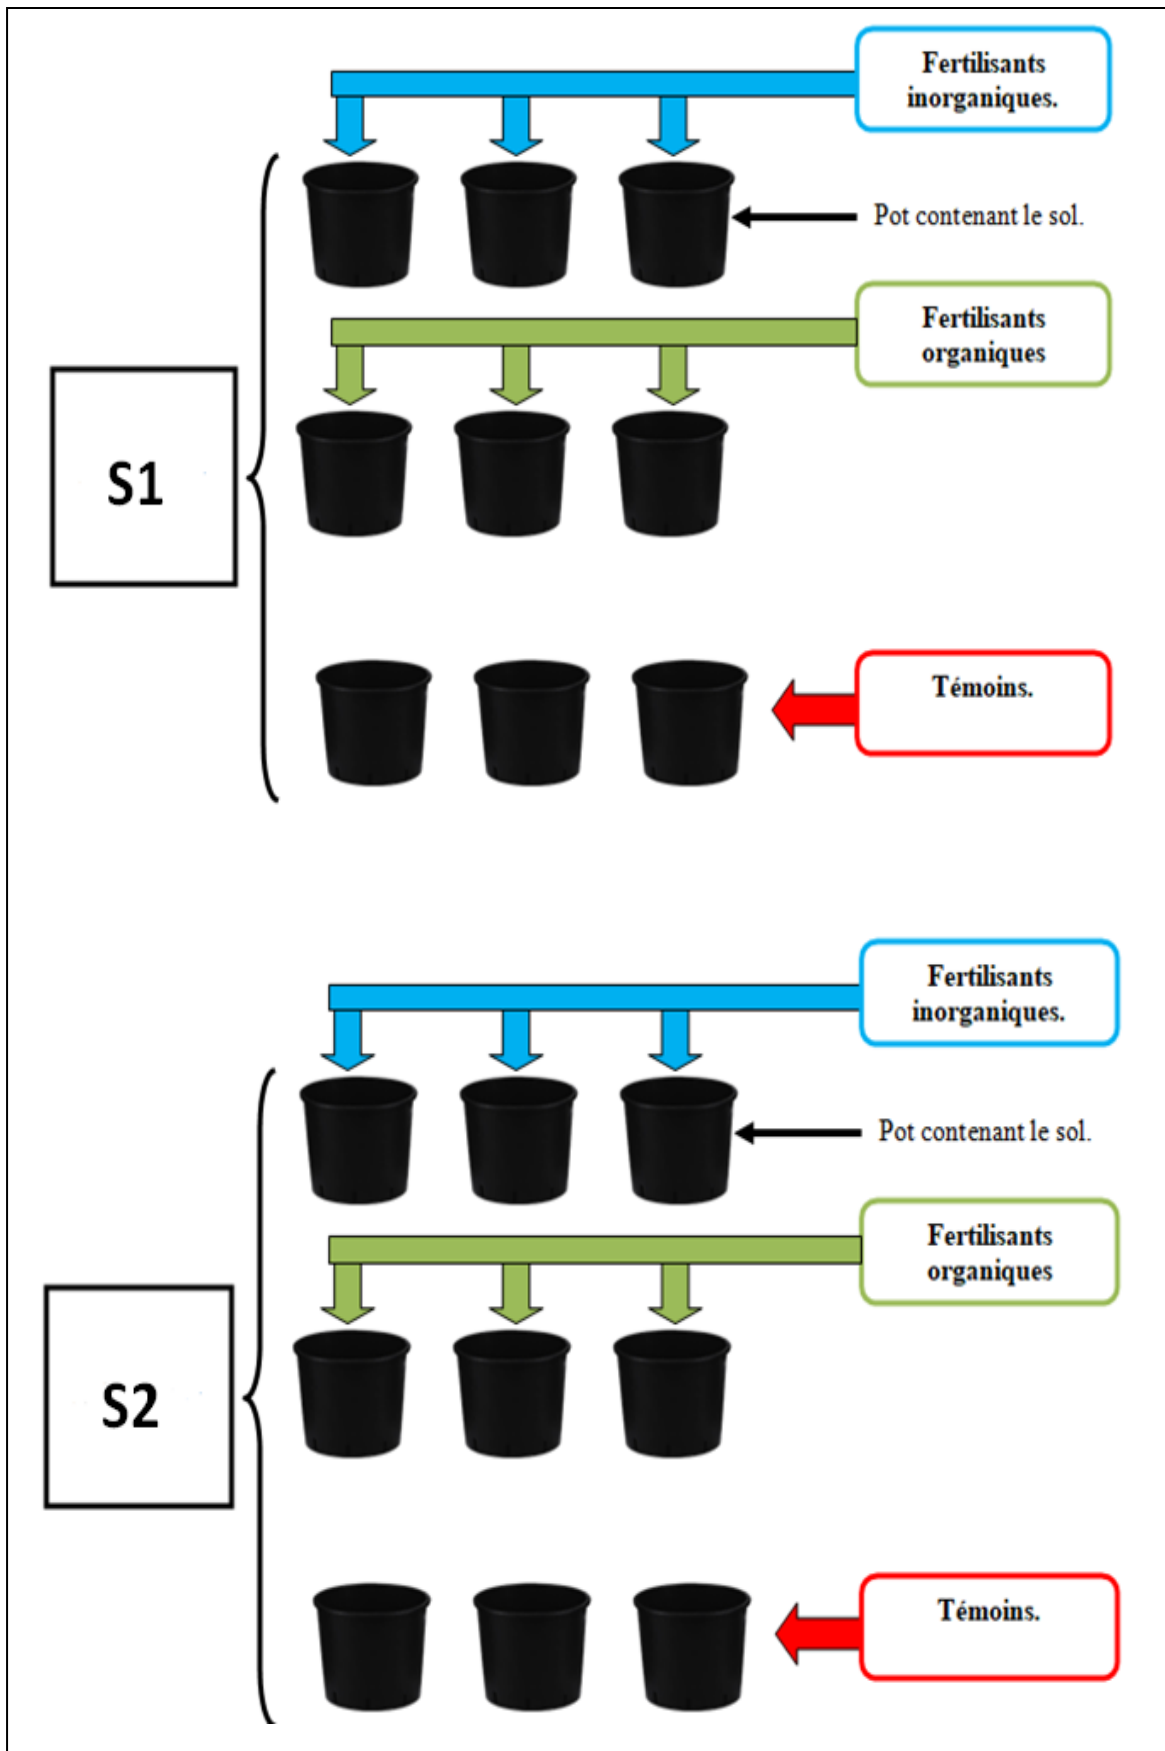 Fertilisants
inorganiques.
Pot contenant le sol.
Fertilisants
organiques
S1
Témoins.
Fertilisants
inorganiques.
Pot contenant le sol.
Fertilisants
organiques
S2
Témoins.